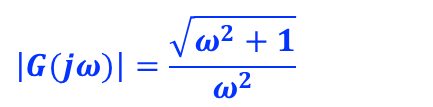 |G(jω)| = √(ω² + 1) / ω²